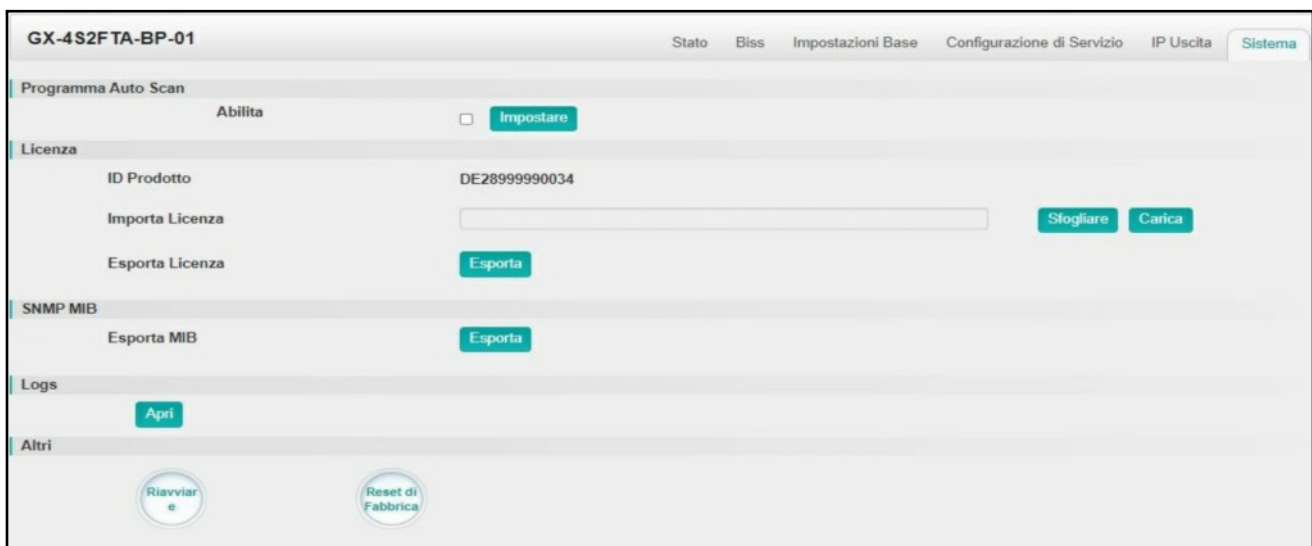 GX-4S2FTA-BP-01
Stato Biss Impostazioni Base Configurazione di Servizio IP Uscita Sistema
Programma Auto Scan
Abilita Impostare
Licenza
ID Prodotto DE28999990034
Importa Licenza Sfogliare Carica
Esporta Licenza Esporta
SNMP MIB
Esporta MIB Esporta
Logs
Apri
Altri
Riavviar
e
Reset di
Fabbrica